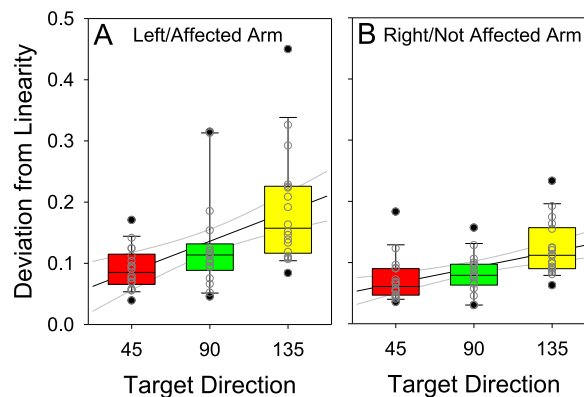 0.5
A Left/Affected Arm
B Right/Not Affected Arm
0.4
0.3
0.2
0.1
0.0
Deviation from Linearity
45 90 135
45 90 135
Target Direction
Target Direction